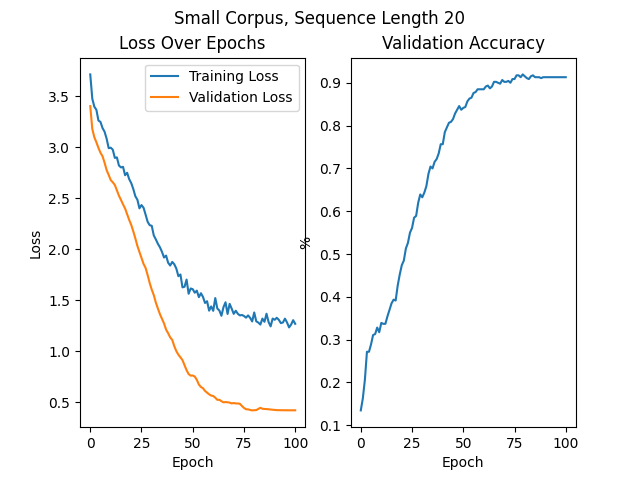 Small Corpus, Sequence Length 20
Loss Over Epochs
Validation Accuracy
Training Loss
Validation Loss
Loss
3.5
3.0
2.5
2.0
1.5
1.0
0.5
0 25 50 75 100
Epoch
%
0.9
0.8
0.7
0.6
0.5
0.4
0.3
0.2
0.1
0 25 50 75 100
Epoch